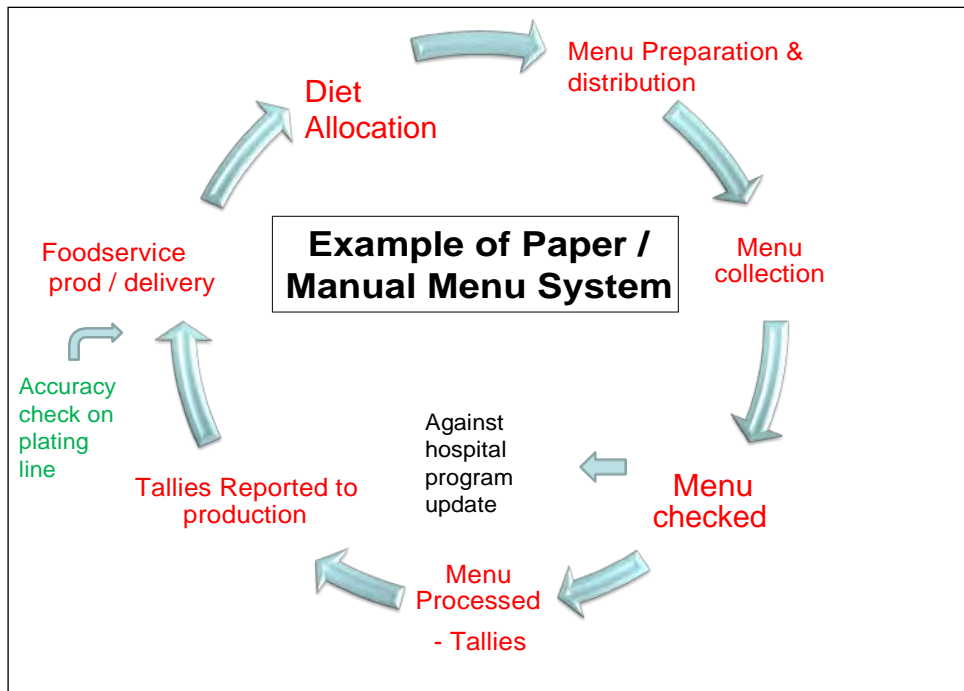 Example of Paper /
Manual Menu System
Diet
Allocation
Menu Preparation &
distribution
Menu
collection
Menu
checked
Against
hospital
program
update
Menu
Processed
- Tallies
Tallies Reported to
production
Foodservice
prod / delivery
Accuracy
check on
plating
line